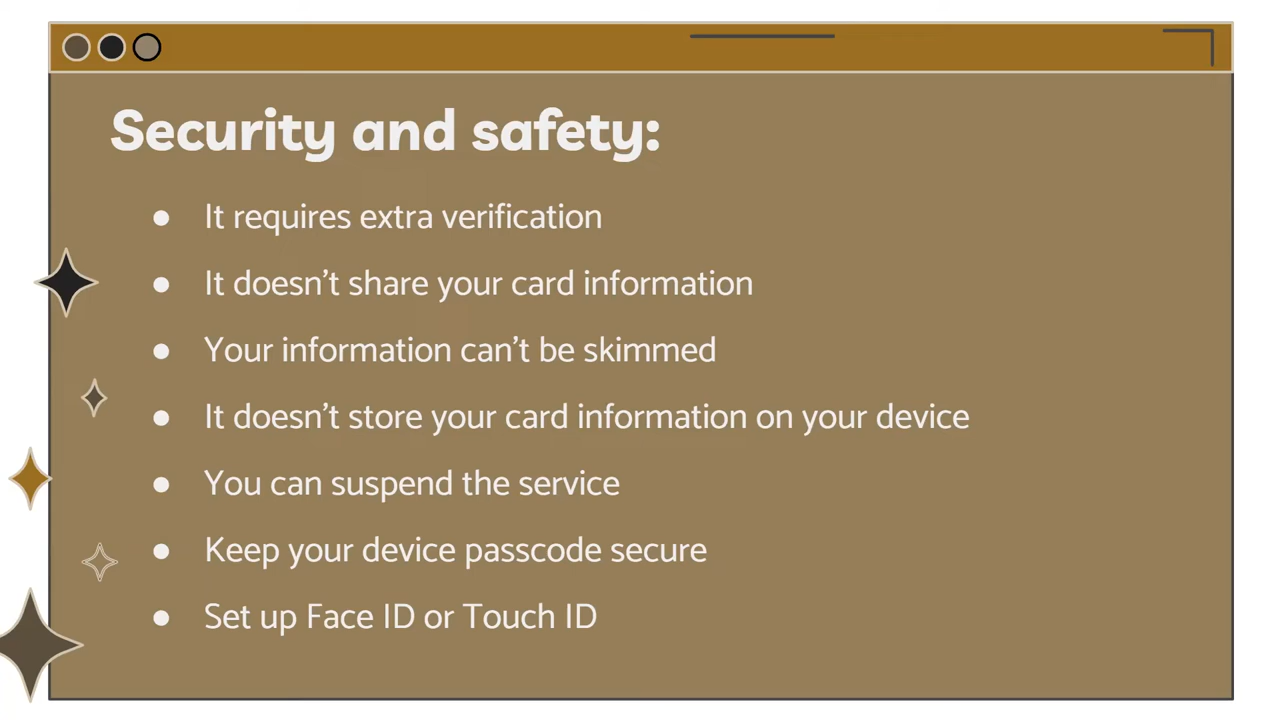 Security and safety:
● It requires extra verification
● It doesn’t share your card information
● Your information can’t be skimmed
● It doesn’t store your card information on your device
● You can suspend the service
● Keep your device passcode secure
● Set up Face ID or Touch ID